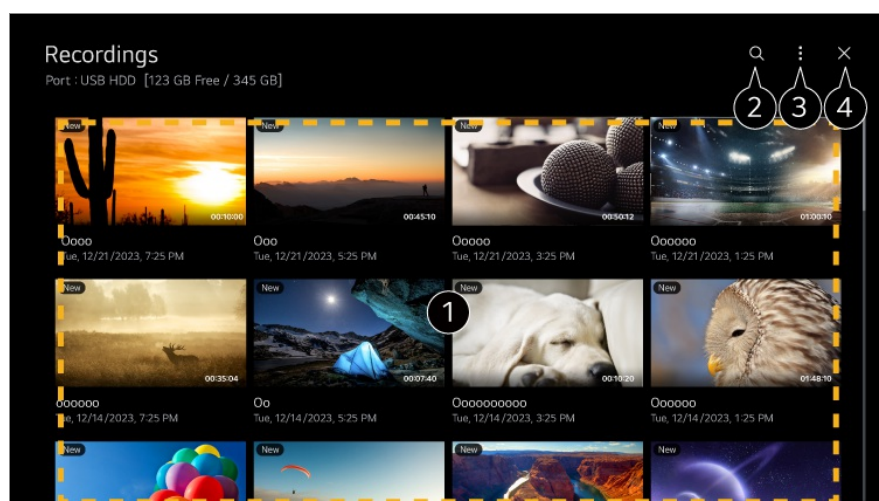 Recordings
Port : USB HDD [123 GB Free / 345 GB]
2 3 4
New New New New
00:10:00 00:45:10 00:50:12 01:00:10
Oooo Ooo Ooooo Oooooo
Tue, 12/21/2023, 7:25 PM Tue, 12/21/2023, 5:25 PM Tue, 12/21/2023, 3:25 PM Tue, 12/21/2023, 1:25 PM
New New New New
1
00:35:04 00:07:40 00:10:20 01:48:10
oooooo Oo Oooooooooo Oooooo
Tue, 12/14/2023, 7:25 PM Tue, 12/14/2023, 5:25 PM Tue, 12/14/2023, 3:25 PM Tue, 12/14/2023, 1:25 PM
New New New New